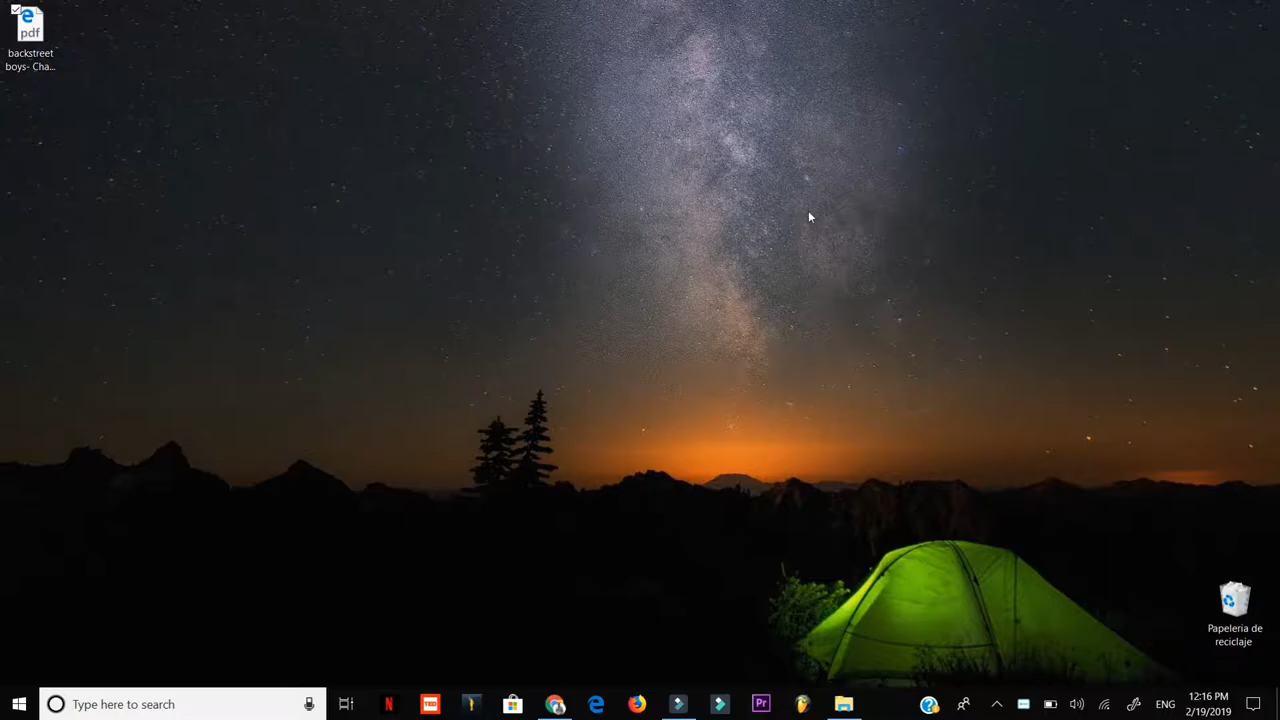 pdf
backstreet
boys- Cha...
Papeleria de
reciclaje
Type here to search
N
TED
Pr
ENG
12:16 PM
2/19/2019